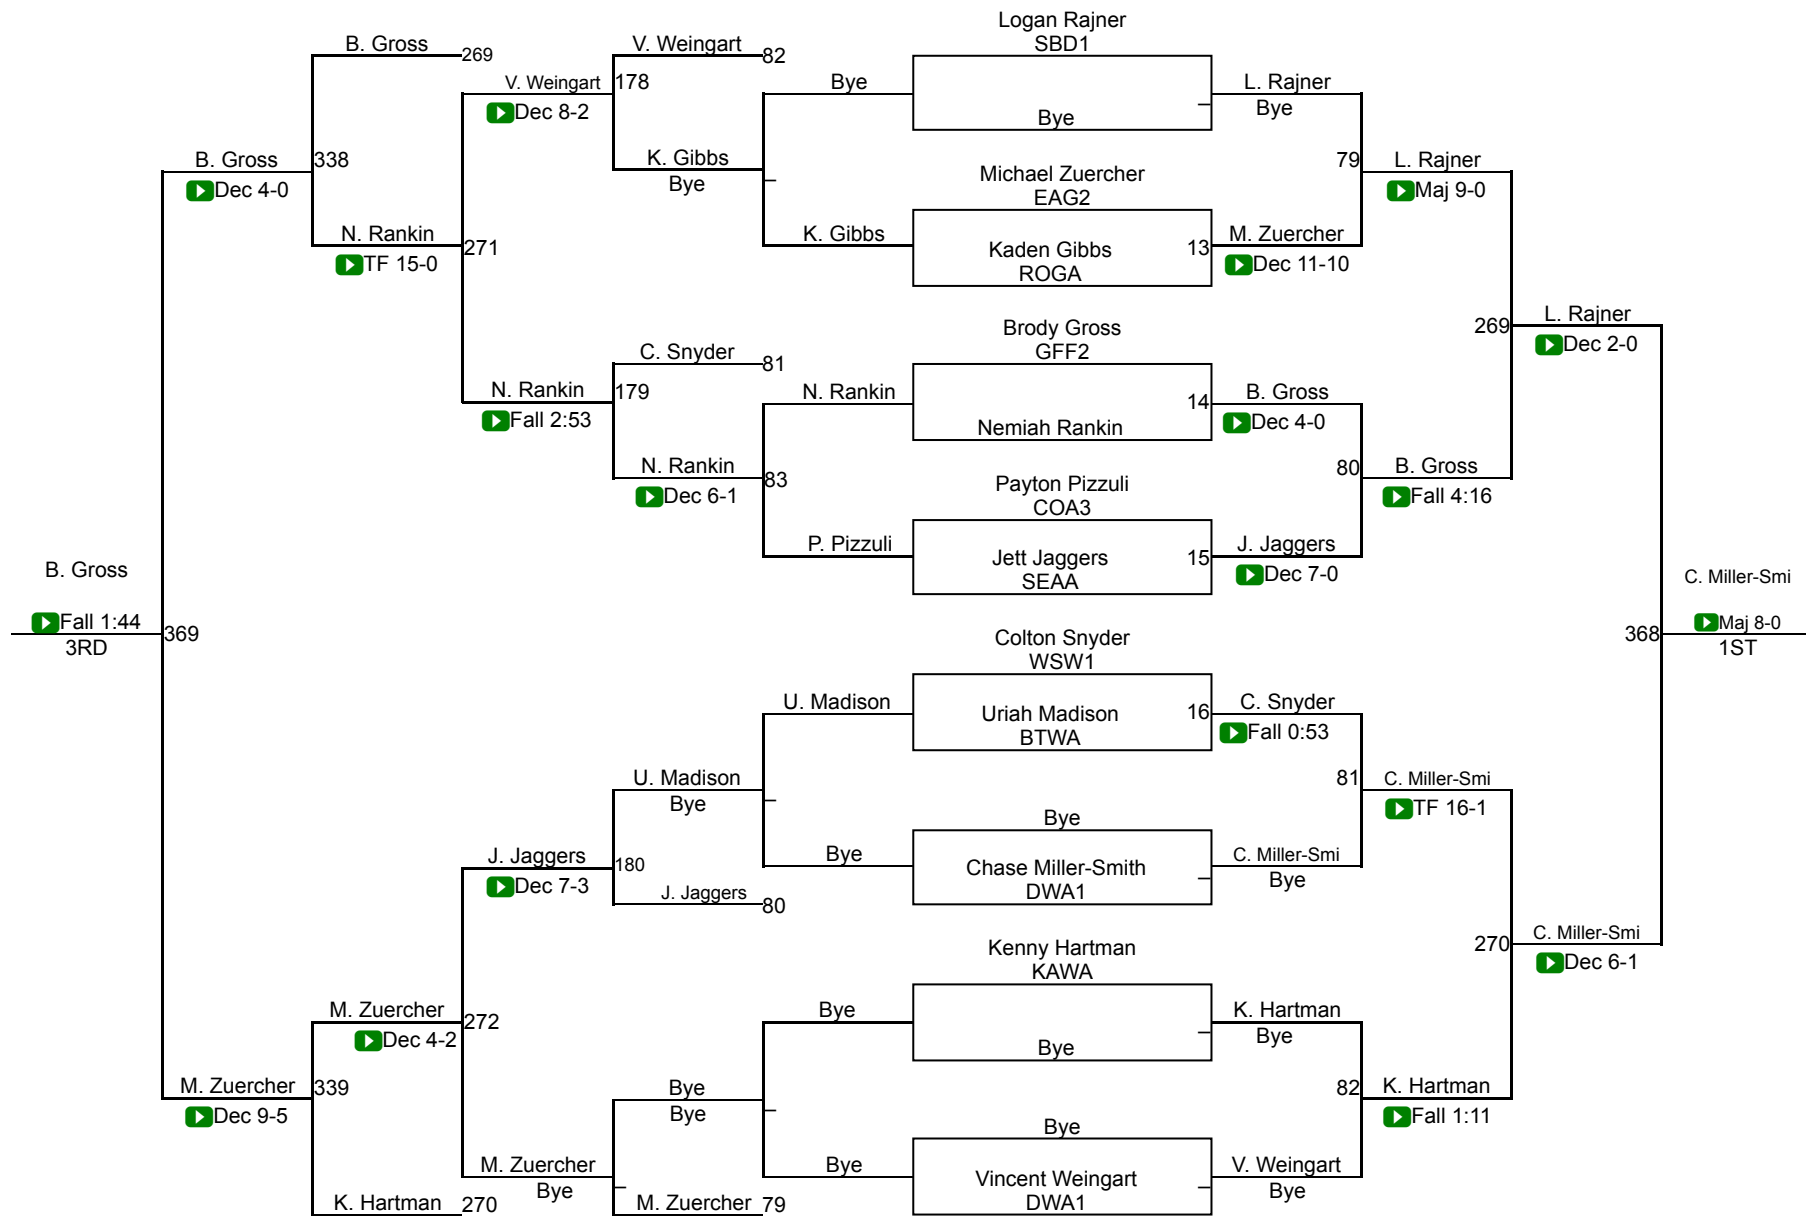 Logan Rajner
SBD1
B. Gross
269
V. Weingart
82
V. Weingart
178
Bye
L. Rajner
Dec 8-2
Bye
Bye
B. Gross
338
K. Gibbs
79
L. Rajner
Dec 4-0
Bye
Michael Zuercher
EAG2
Maj 9-0
N. Rankin
271
K. Gibbs
Kaden Gibbs
ROGA
13
M. Zuercher
TF 15-0
Dec 11-10
Brody Gross
GFF2
269
L. Rajner
Dec 2-0
C. Snyder
81
N. Rankin
179
N. Rankin
14
B. Gross
Fall 2:53
Nemiah Rankin
Dec 4-0
N. Rankin
83
Payton Pizzuli
COA3
80
B. Gross
Dec 6-1
Fall 4:16
P. Pizzuli
Jett Jaggers
SEAA
15
J. Jaggers
Dec 7-0
B. Gross
C. Miller-Smi
Fall 1:44
3RD
369
Colton Snyder
WSW1
368
Maj 8-0
1ST
U. Madison
Uriah Madison
BTWA
16
C. Snyder
Fall 0:53
U. Madison
Bye
81
C. Miller-Smi
TF 16-1
J. Jaggers
180
Bye
Bye
Chase Miller-Smith
DWA1
C. Miller-Smi
Bye
Dec 7-3
J. Jaggers
80
Kenny Hartman
KAWA
270
C. Miller-Smi
Dec 6-1
M. Zuercher
272
Bye
Bye
K. Hartman
Bye
Dec 4-2
M. Zuercher
339
Bye
Bye
82
K. Hartman
Dec 9-5
Fall 1:11
M. Zuercher
Bye
Bye
Bye
Vincent Weingart
DWA1
V. Weingart
Bye
K. Hartman
270
M. Zuercher
79